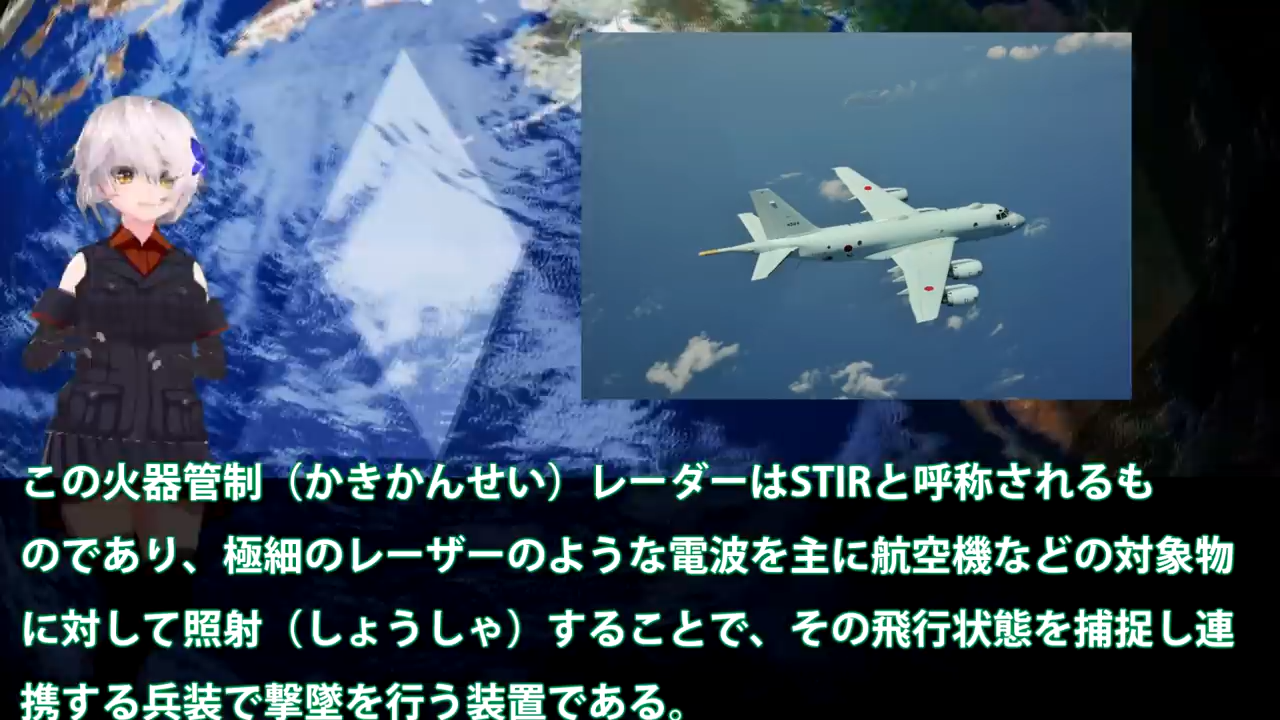 この火器管制（かきかんせい）レーダーはSTIRと呼称されるも
のであり、極細のレーザーのような電波を主に航空機などの対象物
に対して照射（しょうしゃ）することで、その飛行状態を捕捉し連
携する兵装で撃墜を行う装置である。